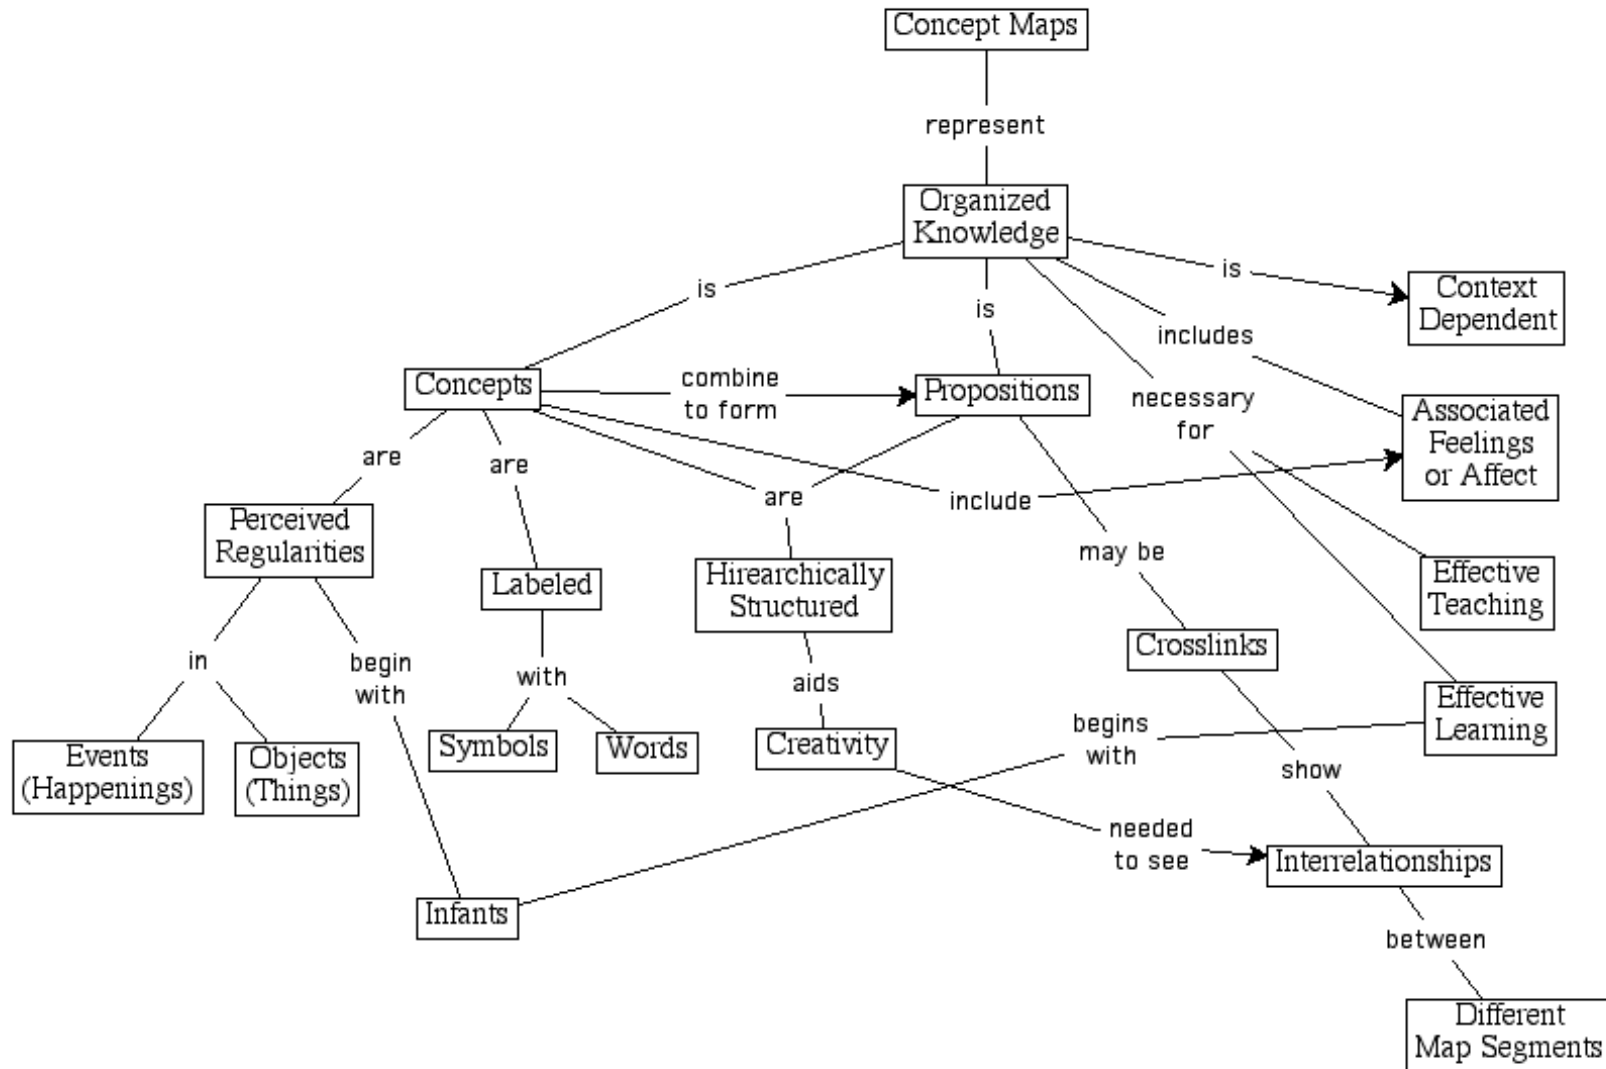 Concept Maps
represent
Organized
Knowledge
is
is
is
Context
Dependent
includes
necessary
for
Concepts
combine
to form
Propositions
Associated
Feelings
or Affect
are
are
are
include
Perceived
Regularities
Labeled
Hirearchically
Structured
may be
Effective
Teaching
Crosslinks
in
begin
with
with
aids
Effective
Learning
Events
(Happenings)
Objects
(Things)
Symbols
Words
Creativity
begins
with
show
needed
to see
Interrelationships
Infants
between
Different
Map Segments